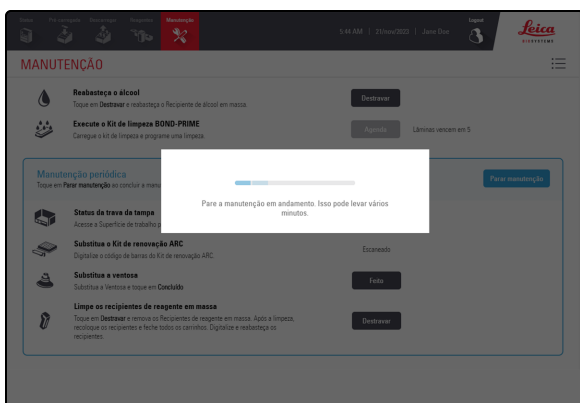 Manutenção
5:44 AM | 21/nov/2023 | Jane Doe
Logout
Leica
BIOSYSTEMS
MANUTENÇÃO
Reabasteça o álcool
Toque em Destravar e reabasteça o Recipiente de álcool em massa.
Destravar
Execute o Kit de limpeza BOND-PRIME
Carregue o kit de limpeza e programe uma limpeza.
Agende
Lâminas vencem em 5
Manutenção periódica
Toque em Parar manutenção ao concluir a manu
Parar manutenção
Pare a manutenção em andamento. Isso pode levar vários
minutos.
Status da trava da tampa
Acesse a Superfície de trabalho p
Substitua o Kit de renovação ARC
Digitalize o código de barras do Kit de renovação ARC.
Escaneado
Substitua a ventosa
Substitua a Ventosa e toque em Concluído
Feito
Limpe os recipientes de reagente em massa
Toque em Destravar e remova os Recipientes de reagente em massa. Após a limpeza,
recoloque os recipientes e feche todos os carrinhos. Digitalize e reabasteça os
recipientes.
Destravar